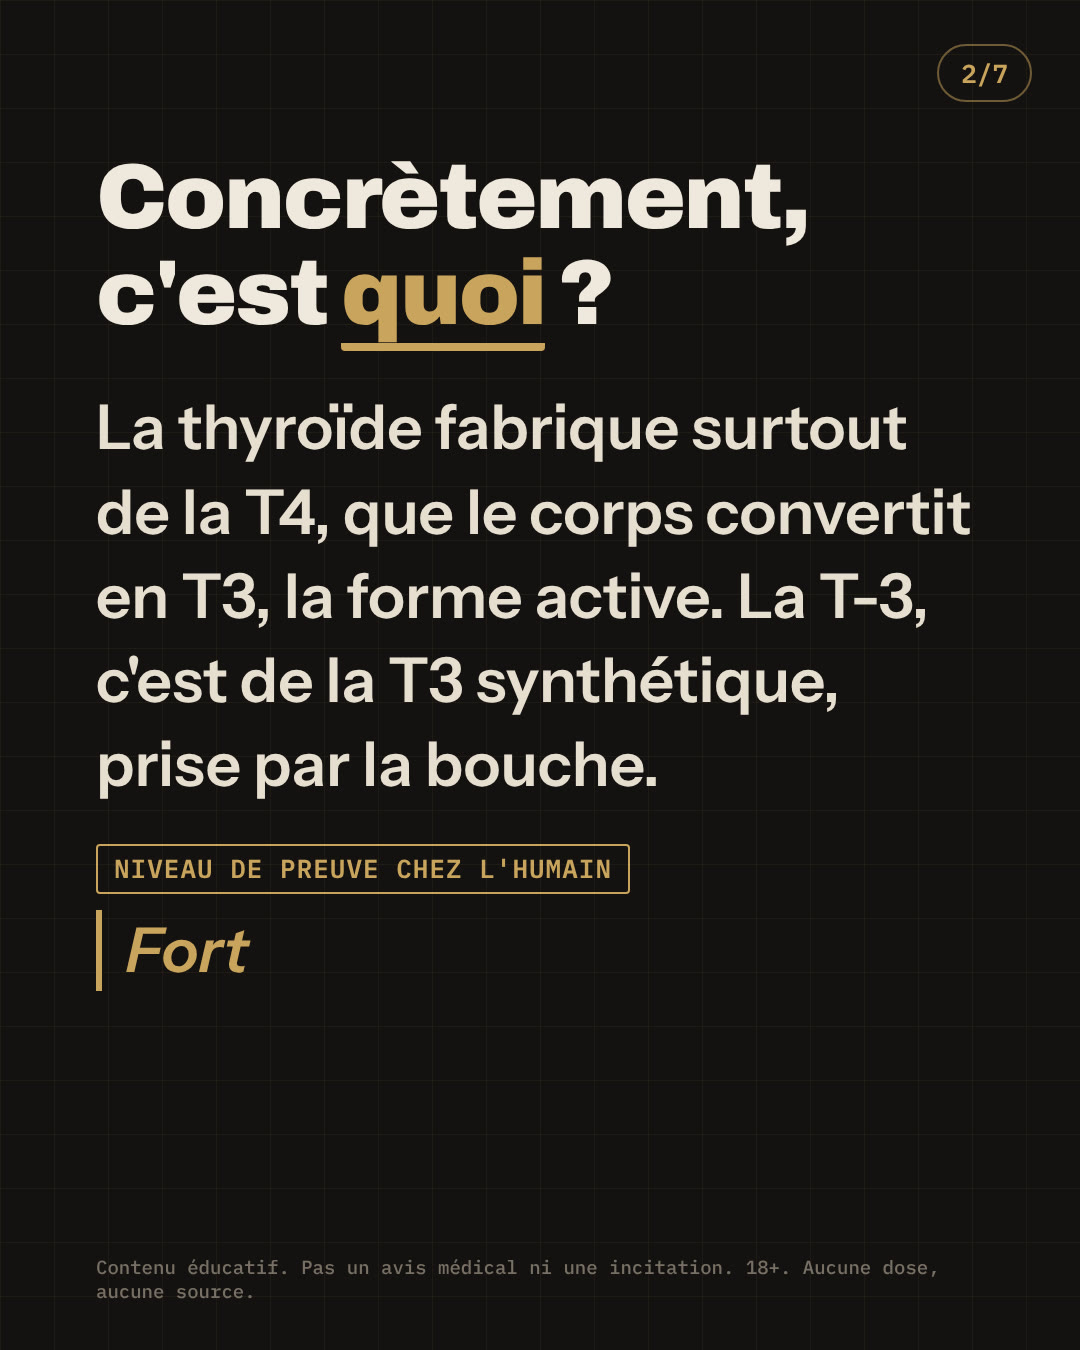 2/7
Concrètement,
c'est quoi ?
La thyroïde fabrique surtout
de la T4, que le corps convertit
en T3, la forme active. La T-3,
c'est de la T3 synthétique,
prise par la bouche.
NIVEAU DE PREUVE CHEZ L'HUMAIN
Fort
Contenu éducatif. Pas un avis médical ni une incitation. 18+. Aucune dose,
aucune source.